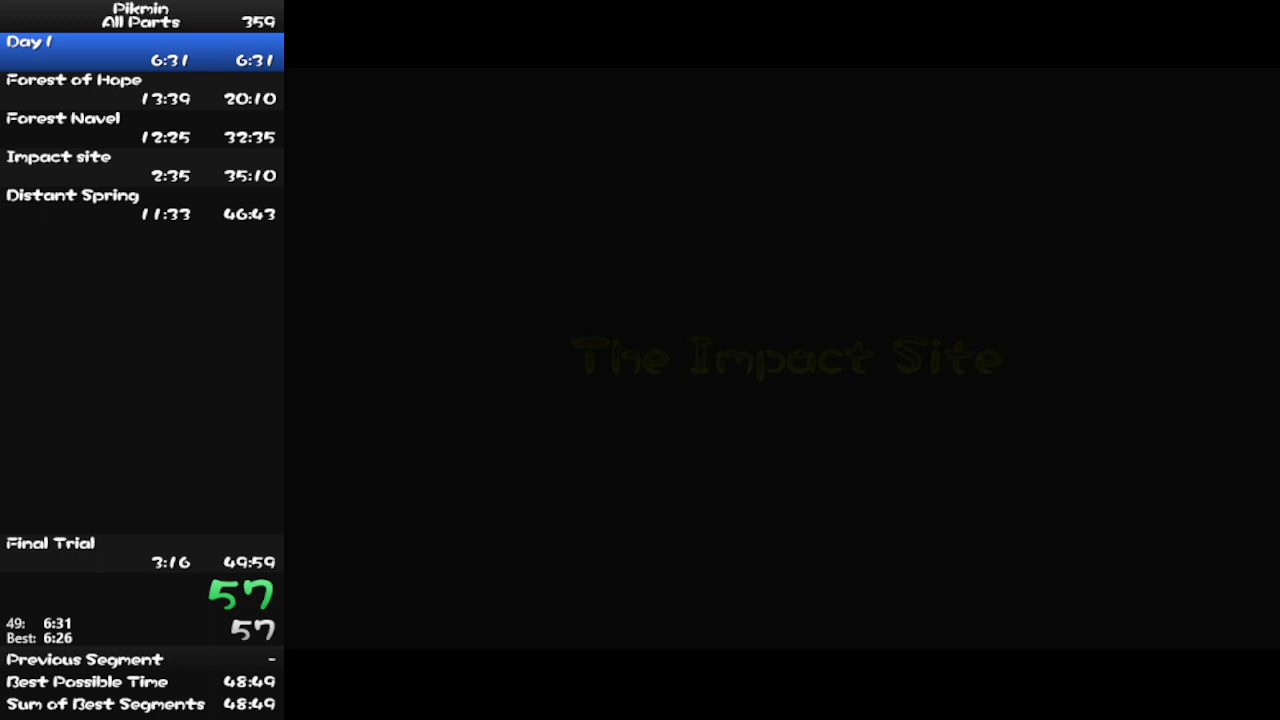 Pikmin
All Parts 359
Day 1
6:31 6:31
Forest of Hope
13:39 20:10
Forest Navel
12:25 32:35
Impact site
2:35 35:10
Distant Spring
11:33 46:43
The Impact Site
Final Trial
3:16 49:59
57
49: 6:31
Best: 6:26
57
Previous Segment -
Best Possible Time 48:49
Sum of Best Segments 48:49